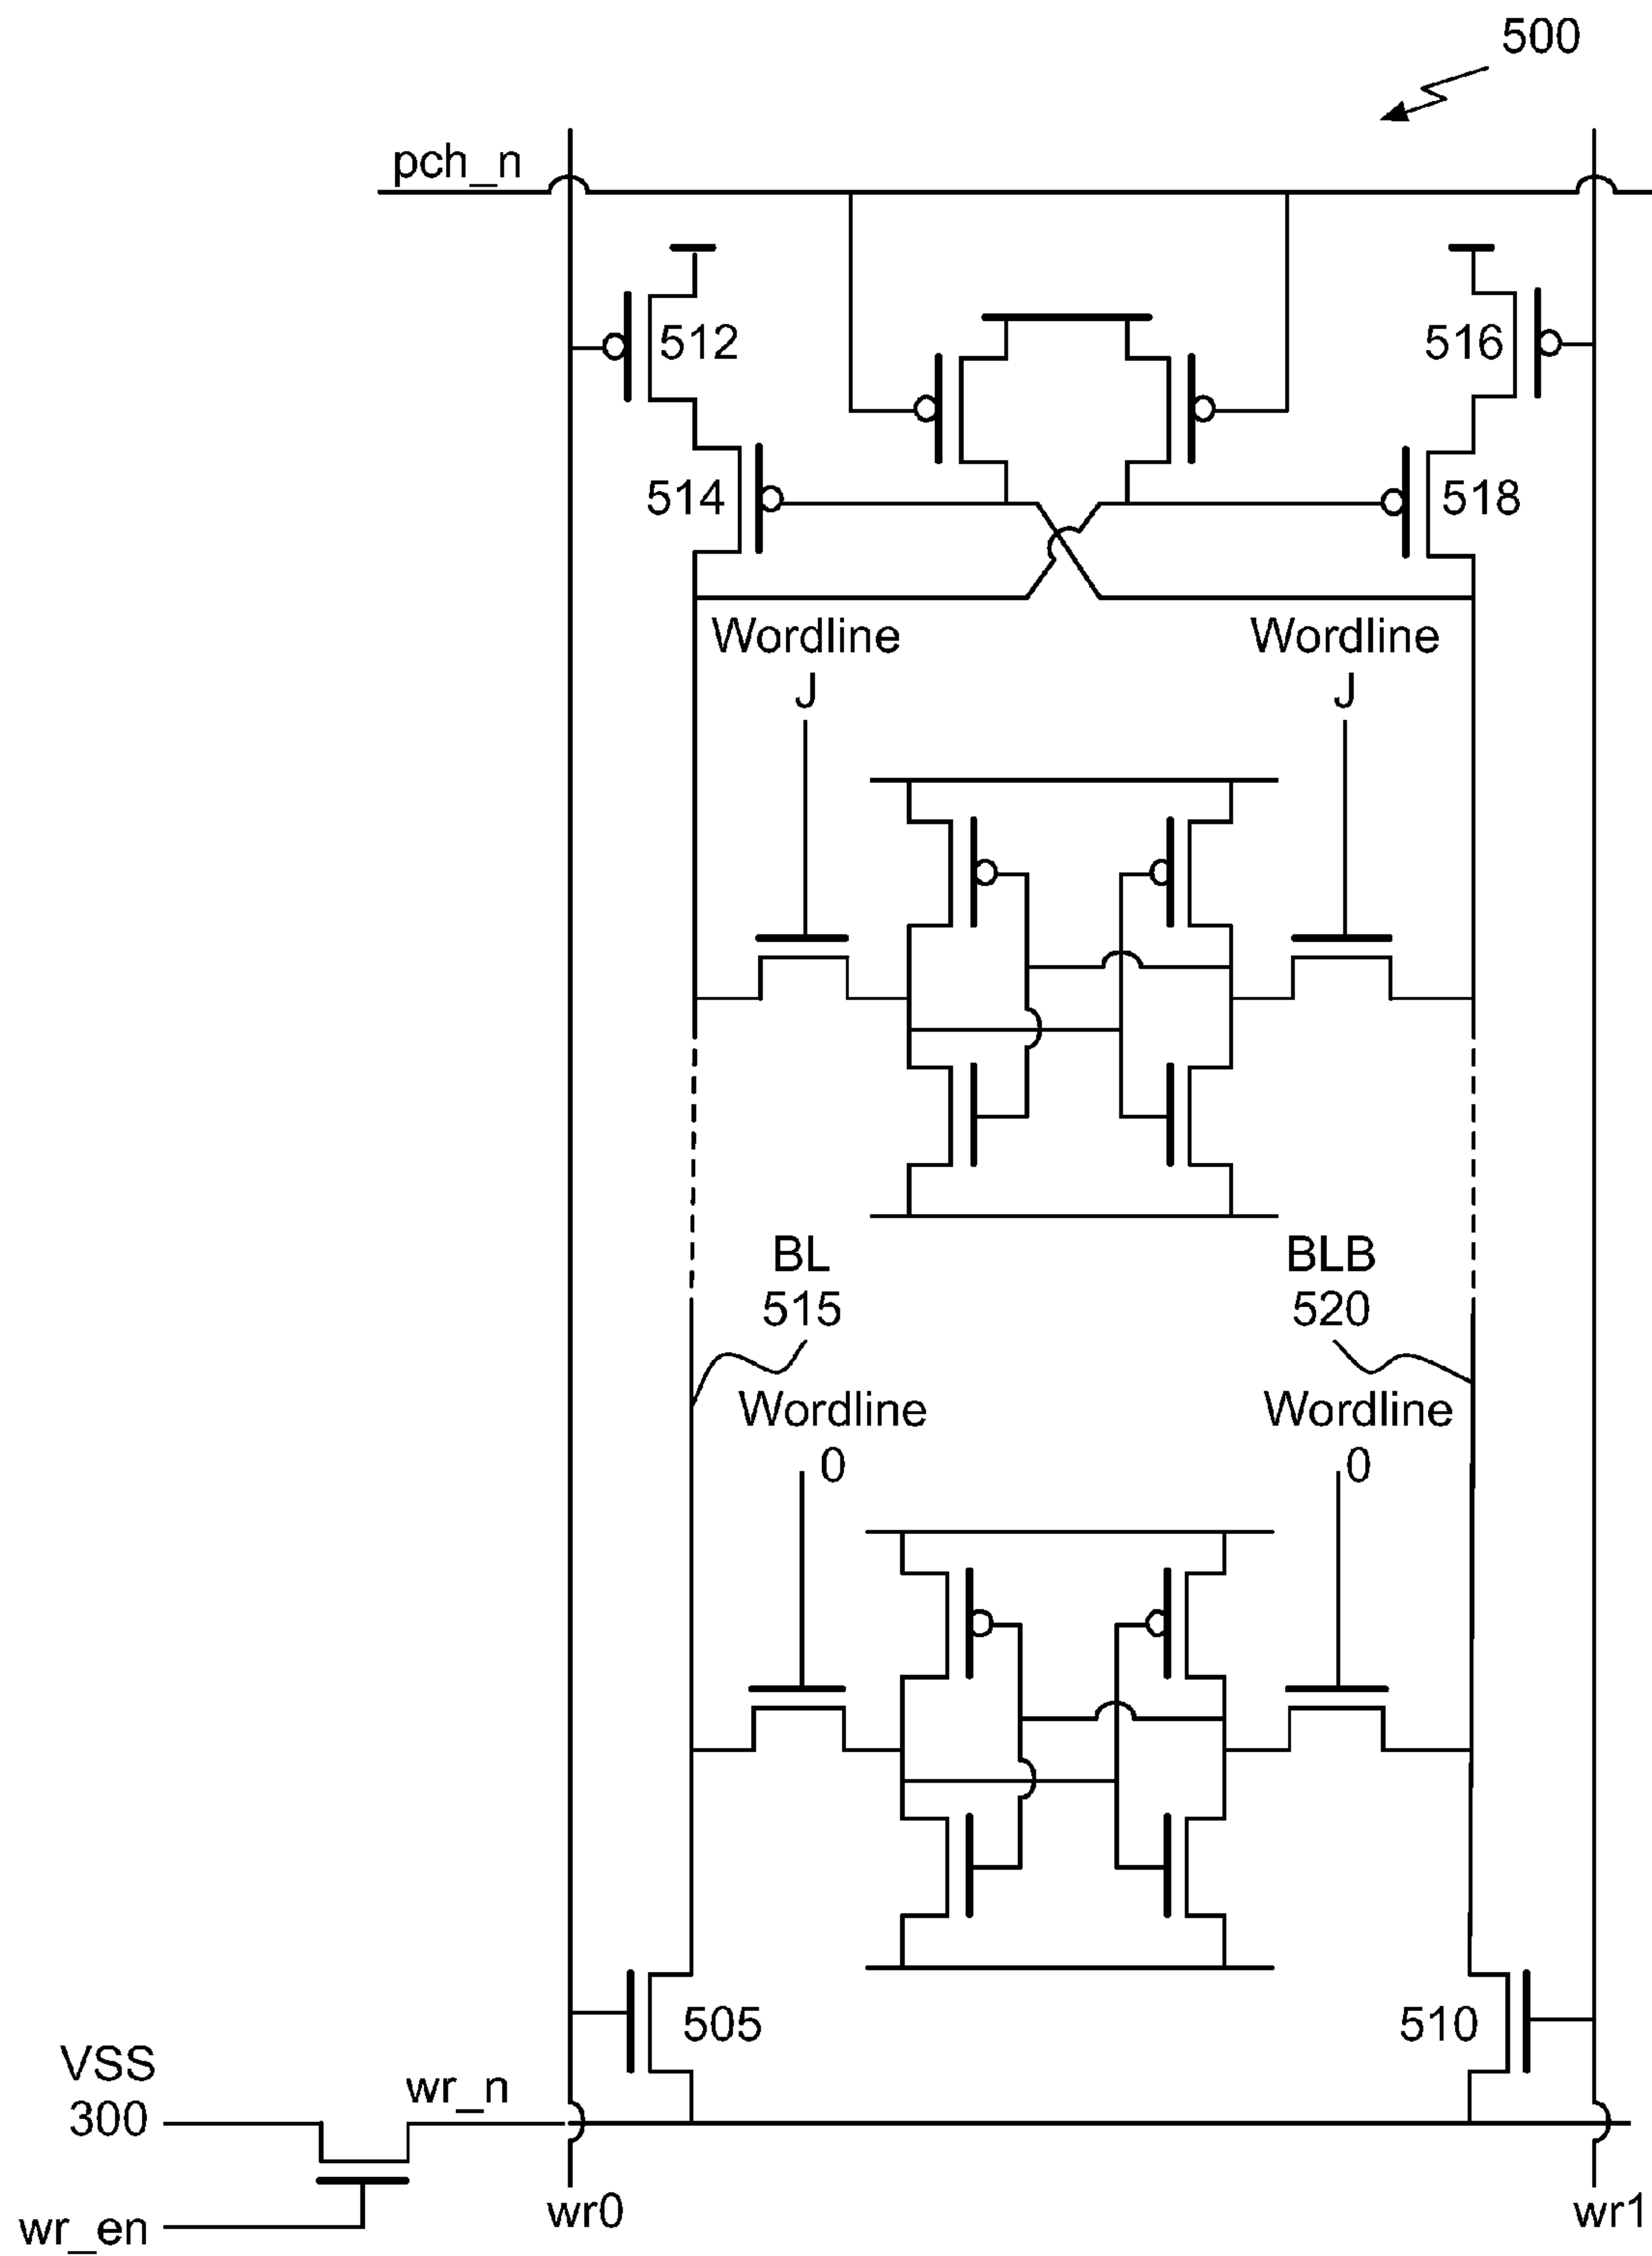 500
pch_n
512
516
514
518
Wordline
J
Wordline
J
BL
515
BLB
520
Wordline
0
Wordline
0
505
510
VSS
300
wr_n
wr_en
wr0
wr1